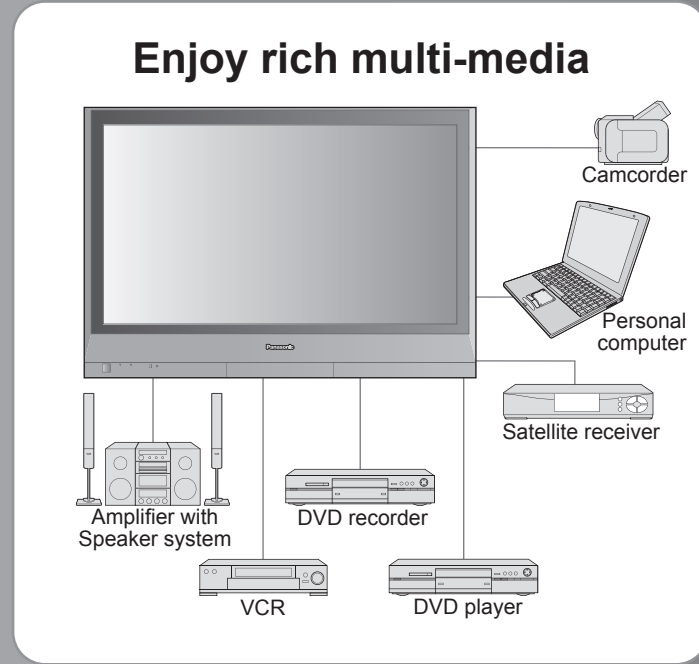 Enjoy rich multi-media
Camcorder
Personal
computer
Panasonic
Satellite receiver
Amplifier with
Speaker system
DVD recorder
VCR
DVD player